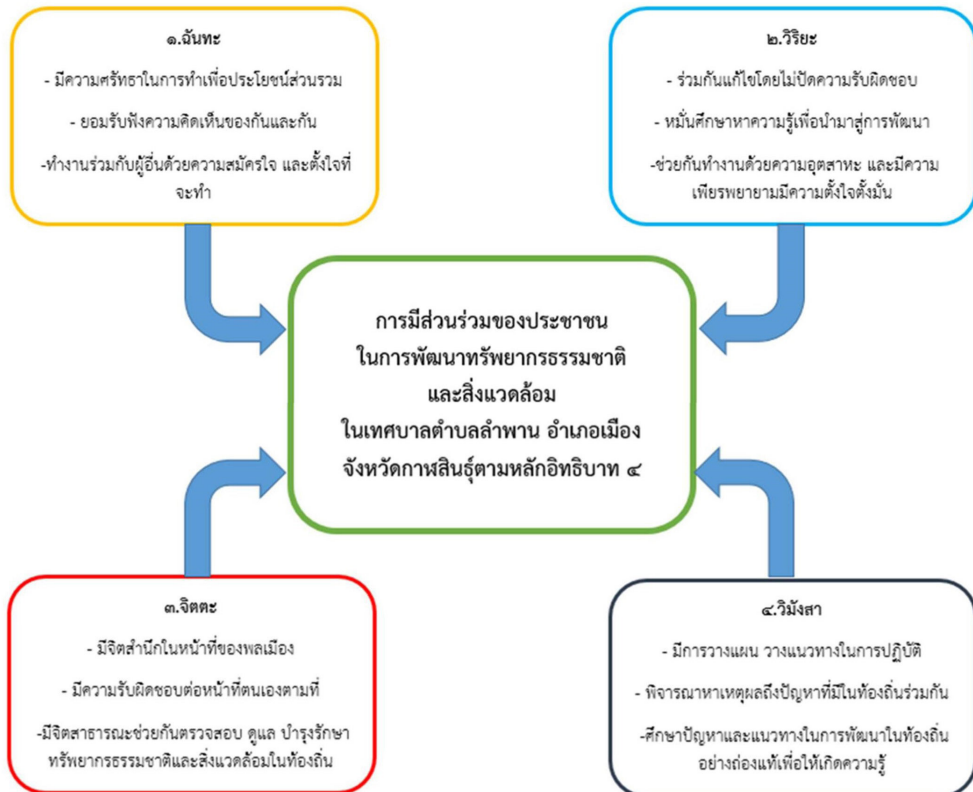 ๑.ฉันทะ
- มีความศรัทธาในการทำเพื่อประโยชน์ส่วนรวม
- ยอมรับฟังความคิดเห็นของกันและกัน
-ทำงานร่วมกับผู้อื่นด้วยความสมัครใจ และตั้งใจที่
จะทำ
๒.วิริยะ
- ร่วมกันแก้ไขโดยไม่ปัดความรับผิดชอบ
- หมั่นศึกษาหาความรู้เพื่อนำมาสู่การพัฒนา
-ช่วยกันทำงานด้วยความอุตสาหะ และมีความ
เพียรพยายามมีความตั้งใจตั้งมั่น
การมีส่วนร่วมของประชาชน
ในการพัฒนาทรัพยากรธรรมชาติ
และสิ่งแวดล้อม
ในเทศบาลตำบลลำพาน อำเภอเมือง
จังหวัดกาฬสินธุ์ตามหลักอิทธิบาท ๔
๓.จิตตะ
- มีจิตสำนึกในหน้าที่ของพลเมือง
- มีความรับผิดชอบต่อหน้าที่ตนเองตามที่
-มีจิตสาธารณะช่วยกันตรวจสอบ ดูแล บำรุงรักษา
ทรัพยากรธรรมชาติและสิ่งแวดล้อมในท้องถิ่น
๔.วิมังสา
- มีการวางแผน วางแนวทางในการปฏิบัติ
- พิจารณาหาเหตุผลถึงปัญหาที่มีในท้องถิ่นร่วมกัน
-ศึกษาปัญหาและแนวทางในการพัฒนาในท้องถิ่น
อย่างถ่องแท้เพื่อให้เกิดความรู้